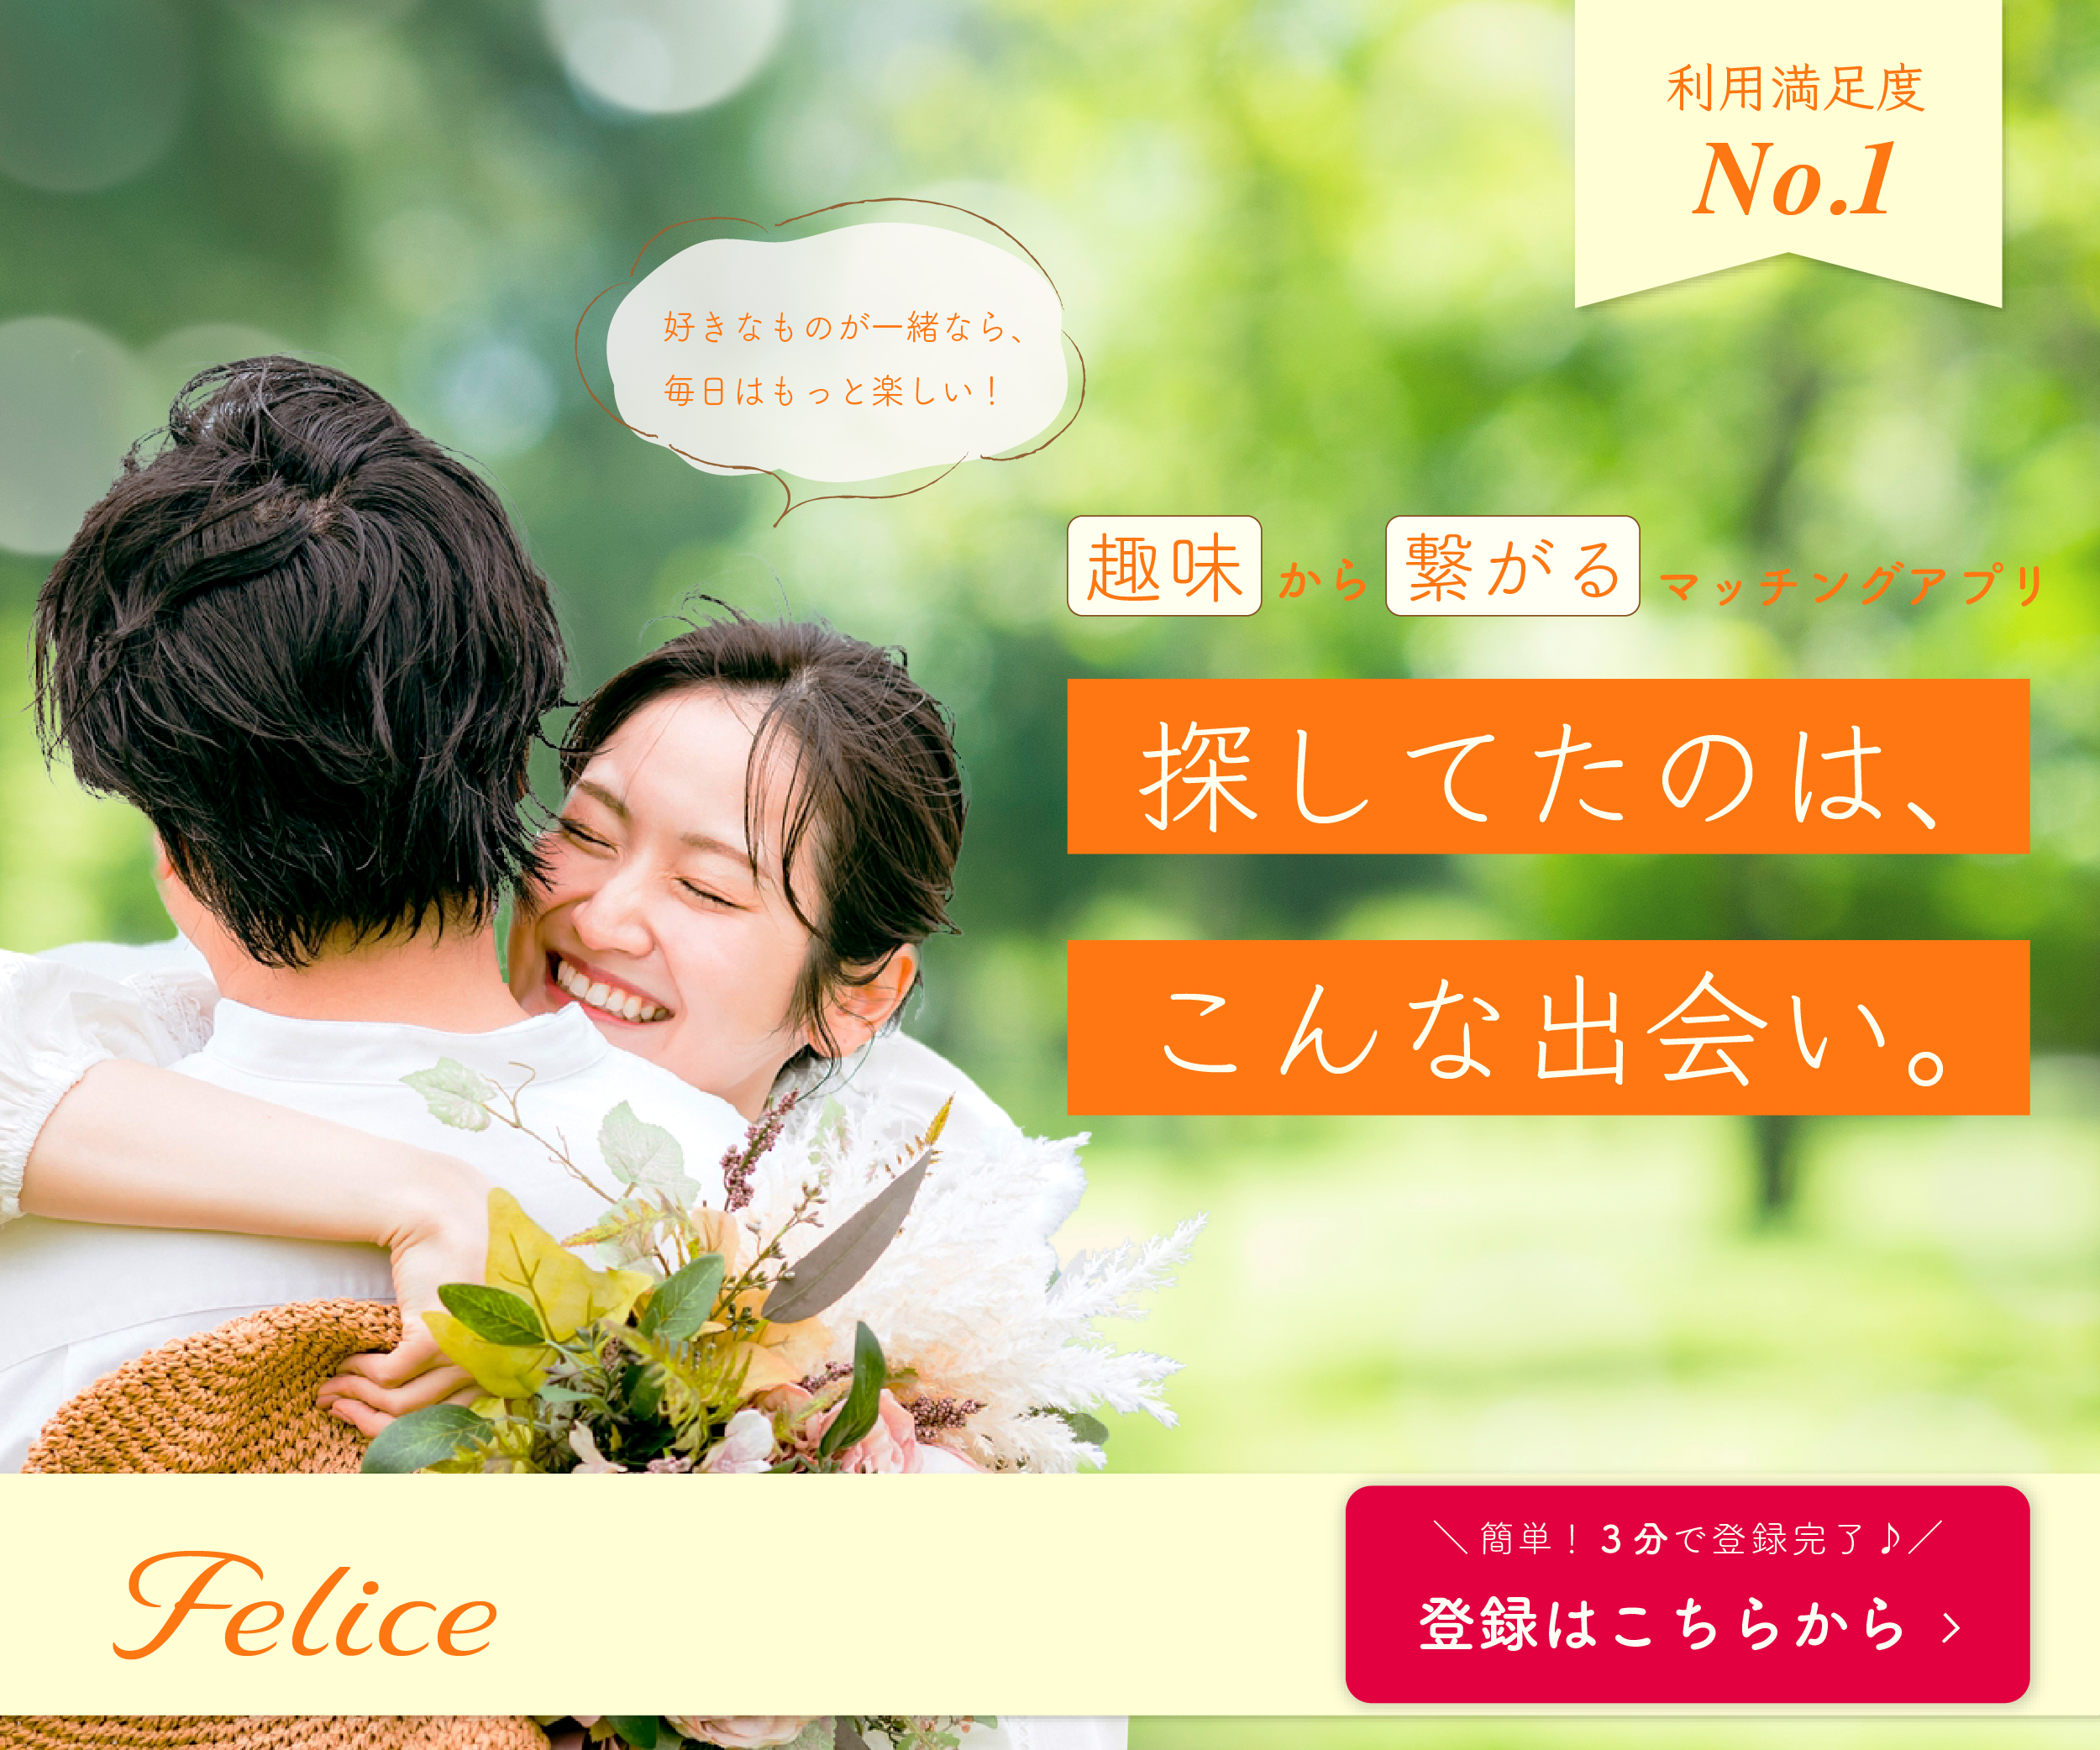 利用満足度
No.1
好きなものが一緒なら、
毎日はもっと楽しい！
趣味から繋がるマッチングアプリ
探してたのは、
こんな出会い。
Felice
＼簡単！３分で登録完了♪／
登録はこちらから >